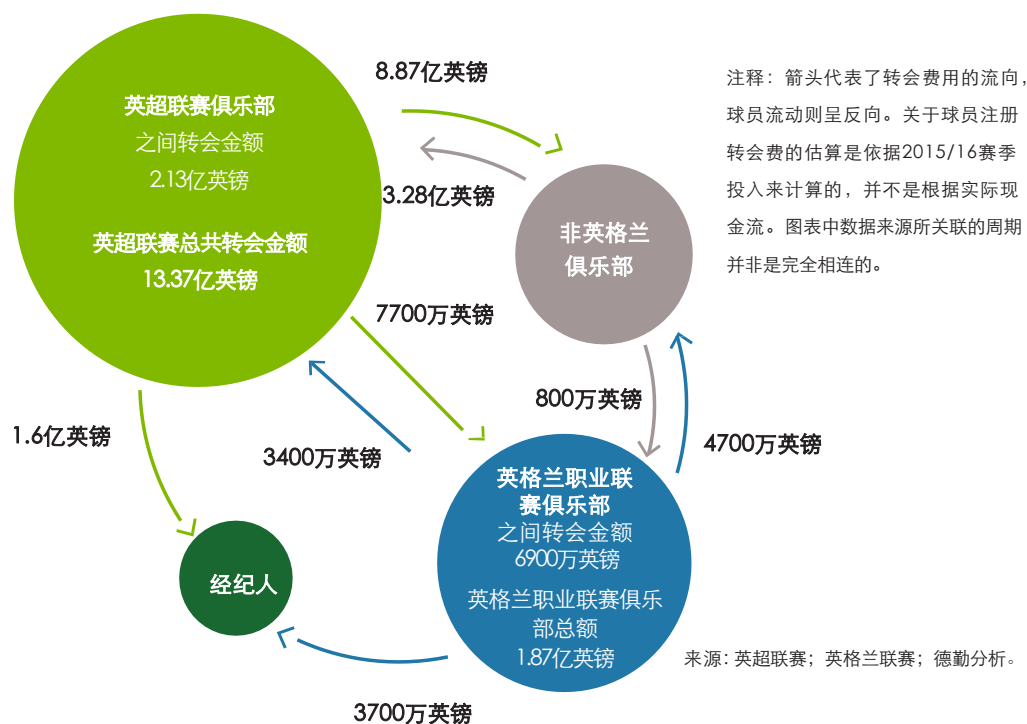 8.87亿英镑
英超联赛俱乐部
之间转会金额
2.13亿英镑
英超联赛总共转会金额
13.37亿英镑
3.28亿英镑
非英格兰
俱乐部
注释：箭头代表了转会费用的流向，
球员流动则呈反向。关于球员注册
转会费的估算是依据2015/16赛季
投入来计算的，并不是根据实际现
金流。图表中数据来源所关联的周期
并非是完全相连的。
7700万英镑
800万英镑
1.6亿英镑
3400万英镑
4700万英镑
英格兰职业联
赛俱乐部
之间转会金额
6900万英镑
英格兰职业联赛俱乐
部总额
1.87亿英镑
经纪人
来源：英超联赛；英格兰联赛；德勤分析。
3700万英镑